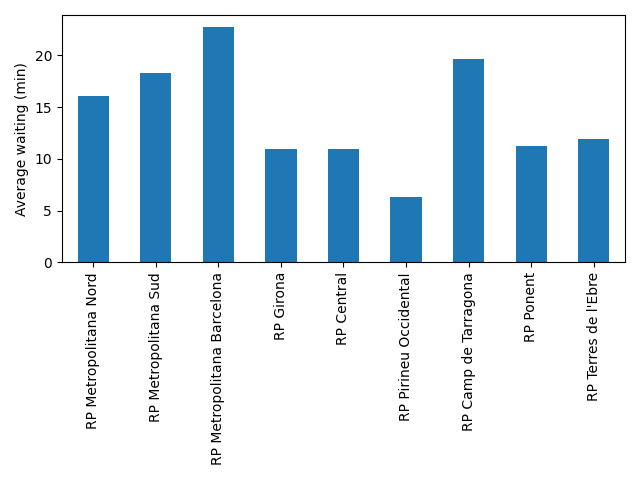 Average waiting (min)
20
15
10
5
0
RP Metropolitana Nord
RP Metropolitana Sud
RP Metropolitana Barcelona
RP Girona
RP Central
RP Pirineu Occidental
RP Camp de Tarragona
RP Ponent
RP Terres de l'Ebre